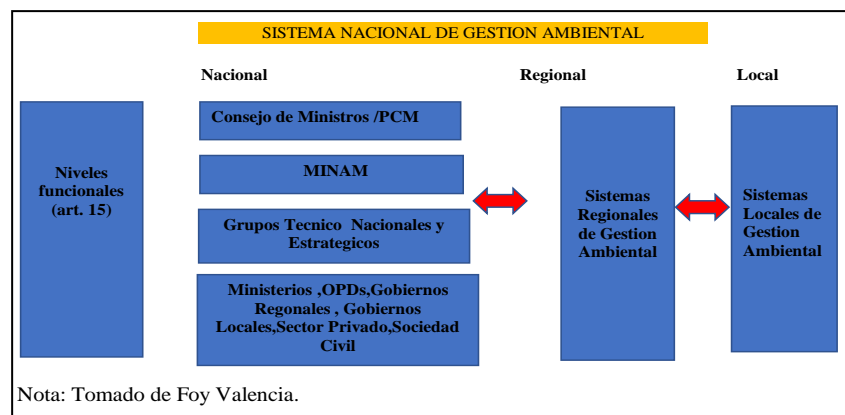 SISTEMA NACIONAL DE GESTION AMBIENTAL
Nacional
Regional
Local
Niveles
funcionales
(art. 15)
Consejo de Ministros /PCM
MINAM
Grupos Tecnico Nacionales y
Estrategicos
Ministerios ,OPDs,Gobiernos
Regonales , Gobiernos
Locales,Sector Privado,Sociedad
Civil
Sistemas
Regionales
de Gestion
Ambiental
Sistemas
Locales de
Gestion
Ambiental
Nota: Tomado de Foy Valencia.